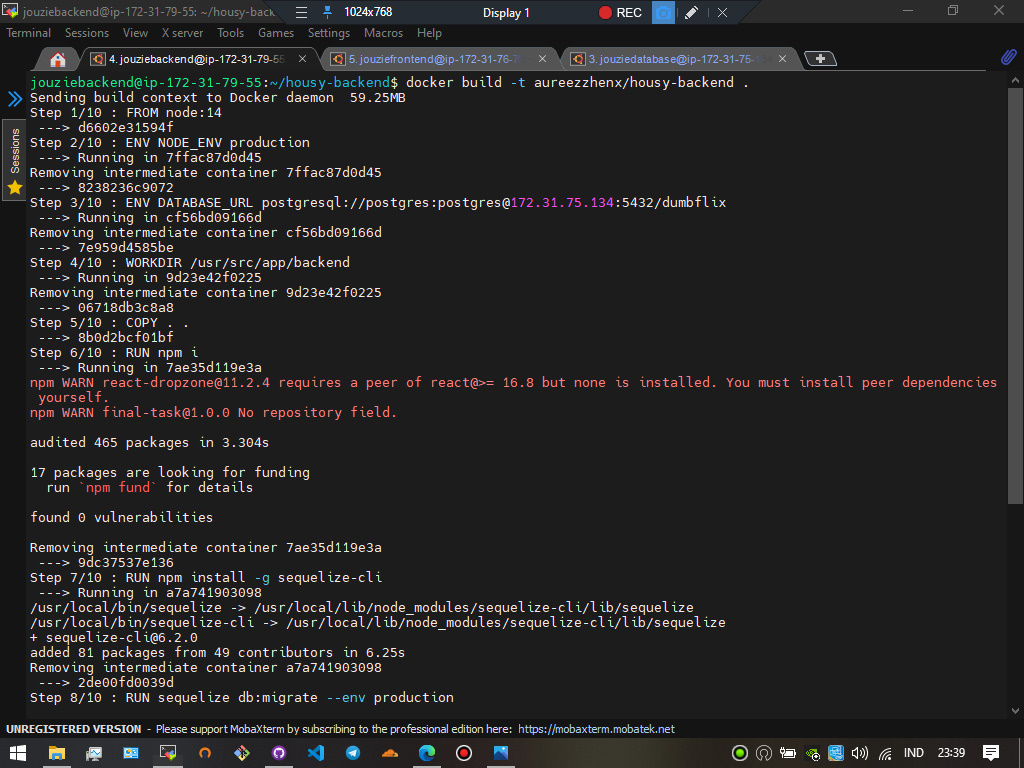 jouziebackend@ip-172-31-79-55: ~/housy-back
1024x768
Display 1
REC
Terminal Sessions View X server Tools Games Settings Macros Help
4. jouziebackend@ip-172-31-79-55
5. jouziefrontend@ip-172-31-76-
3. jouziedatabase@ip-172-31-75-
Sessions
jouziebackend@ip-172-31-79-55:~/housy-backend$ docker build -t aureezzhenx/housy-backend .
Sending build context to Docker daemon  59.25MB
Step 1/10 : FROM node:14
 ---> d6602e31594f
Step 2/10 : ENV NODE_ENV production
 ---> Running in 7ffac87d0d45
Removing intermediate container 7ffac87d0d45
 ---> 8238236c9072
Step 3/10 : ENV DATABASE_URL postgresql://postgres:postgres@172.31.75.134:5432/dumbflix
 ---> Running in cf56bd09166d
Removing intermediate container cf56bd09166d
 ---> 7e959d4585be
Step 4/10 : WORKDIR /usr/src/app/backend
 ---> Running in 9d23e42f0225
Removing intermediate container 9d23e42f0225
 ---> 06718db3c8a8
Step 5/10 : COPY . .
 ---> 8b0d2bcf01bf
Step 6/10 : RUN npm i
 ---> Running in 7ae35d119e3a
npm WARN react-dropzone@11.2.4 requires a peer of react@>= 16.8 but none is installed. You must install peer dependencies
 yourself.
npm WARN final-task@1.0.0 No repository field.
audited 465 packages in 3.304s
17 packages are looking for funding
  run `npm fund` for details
found 0 vulnerabilities
Removing intermediate container 7ae35d119e3a
 ---> 9dc37537e136
Step 7/10 : RUN npm install -g sequelize-cli
 ---> Running in a7a741903098
/usr/local/bin/sequelize -> /usr/local/lib/node_modules/sequelize-cli/lib/sequelize
/usr/local/bin/sequelize-cli -> /usr/local/lib/node_modules/sequelize-cli/lib/sequelize
+ sequelize-cli@6.2.0
added 81 packages from 49 contributors in 6.25s
Removing intermediate container a7a741903098
 ---> 2de00fd0039d
Step 8/10 : RUN sequelize db:migrate --env production
UNREGISTERED VERSION - Please support MobaXterm by subscribing to the professional edition here: https://mobaxterm.mobatek.net
IND 23:39